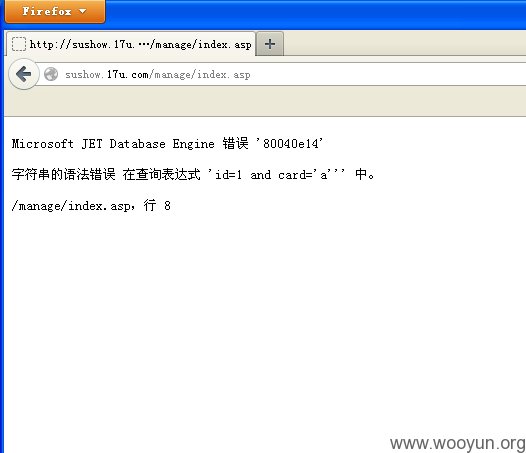 Firefox
http://sushow.17u.…/manage/index.asp
sushow.17u.com/manage/index.asp
Microsoft JET Database Engine 错误 '80040e14'
字符串的语法错误 在查询表达式 'id=1 and card='a''' 中。
/manage/index.asp，行 8
www.wooyun.org